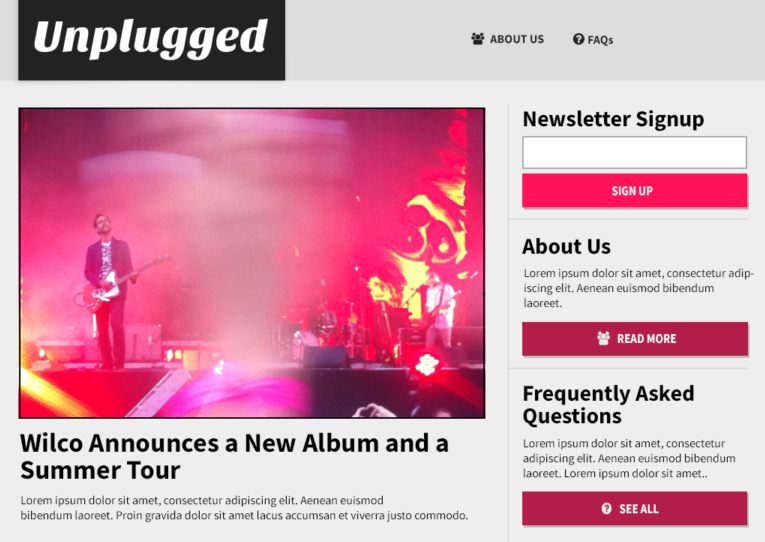 Unplugged
ABOUT US
FAQs
Wilco Announces a New Album and a
Summer Tour
Lorem ipsum dolor sit amet, consectetur adipiscing elit. Aenean euismod
bibendum laoreet. Proin gravida dolor sit amet lacus accumsan et viverra justo commodo.
Newsletter Signup
SIGN UP
About Us
Lorem ipsum dolor sit amet, consectetur adip-
iscing elit. Aenean euismod bibendum
laoreet.
READ MORE
Frequently Asked
Questions
Lorem ipsum dolor sit amet, consectetur
adipiscing elit. Aenean euismod bibendum
laoreet. Lorem ipsum dolor sit amet..
SEE ALL